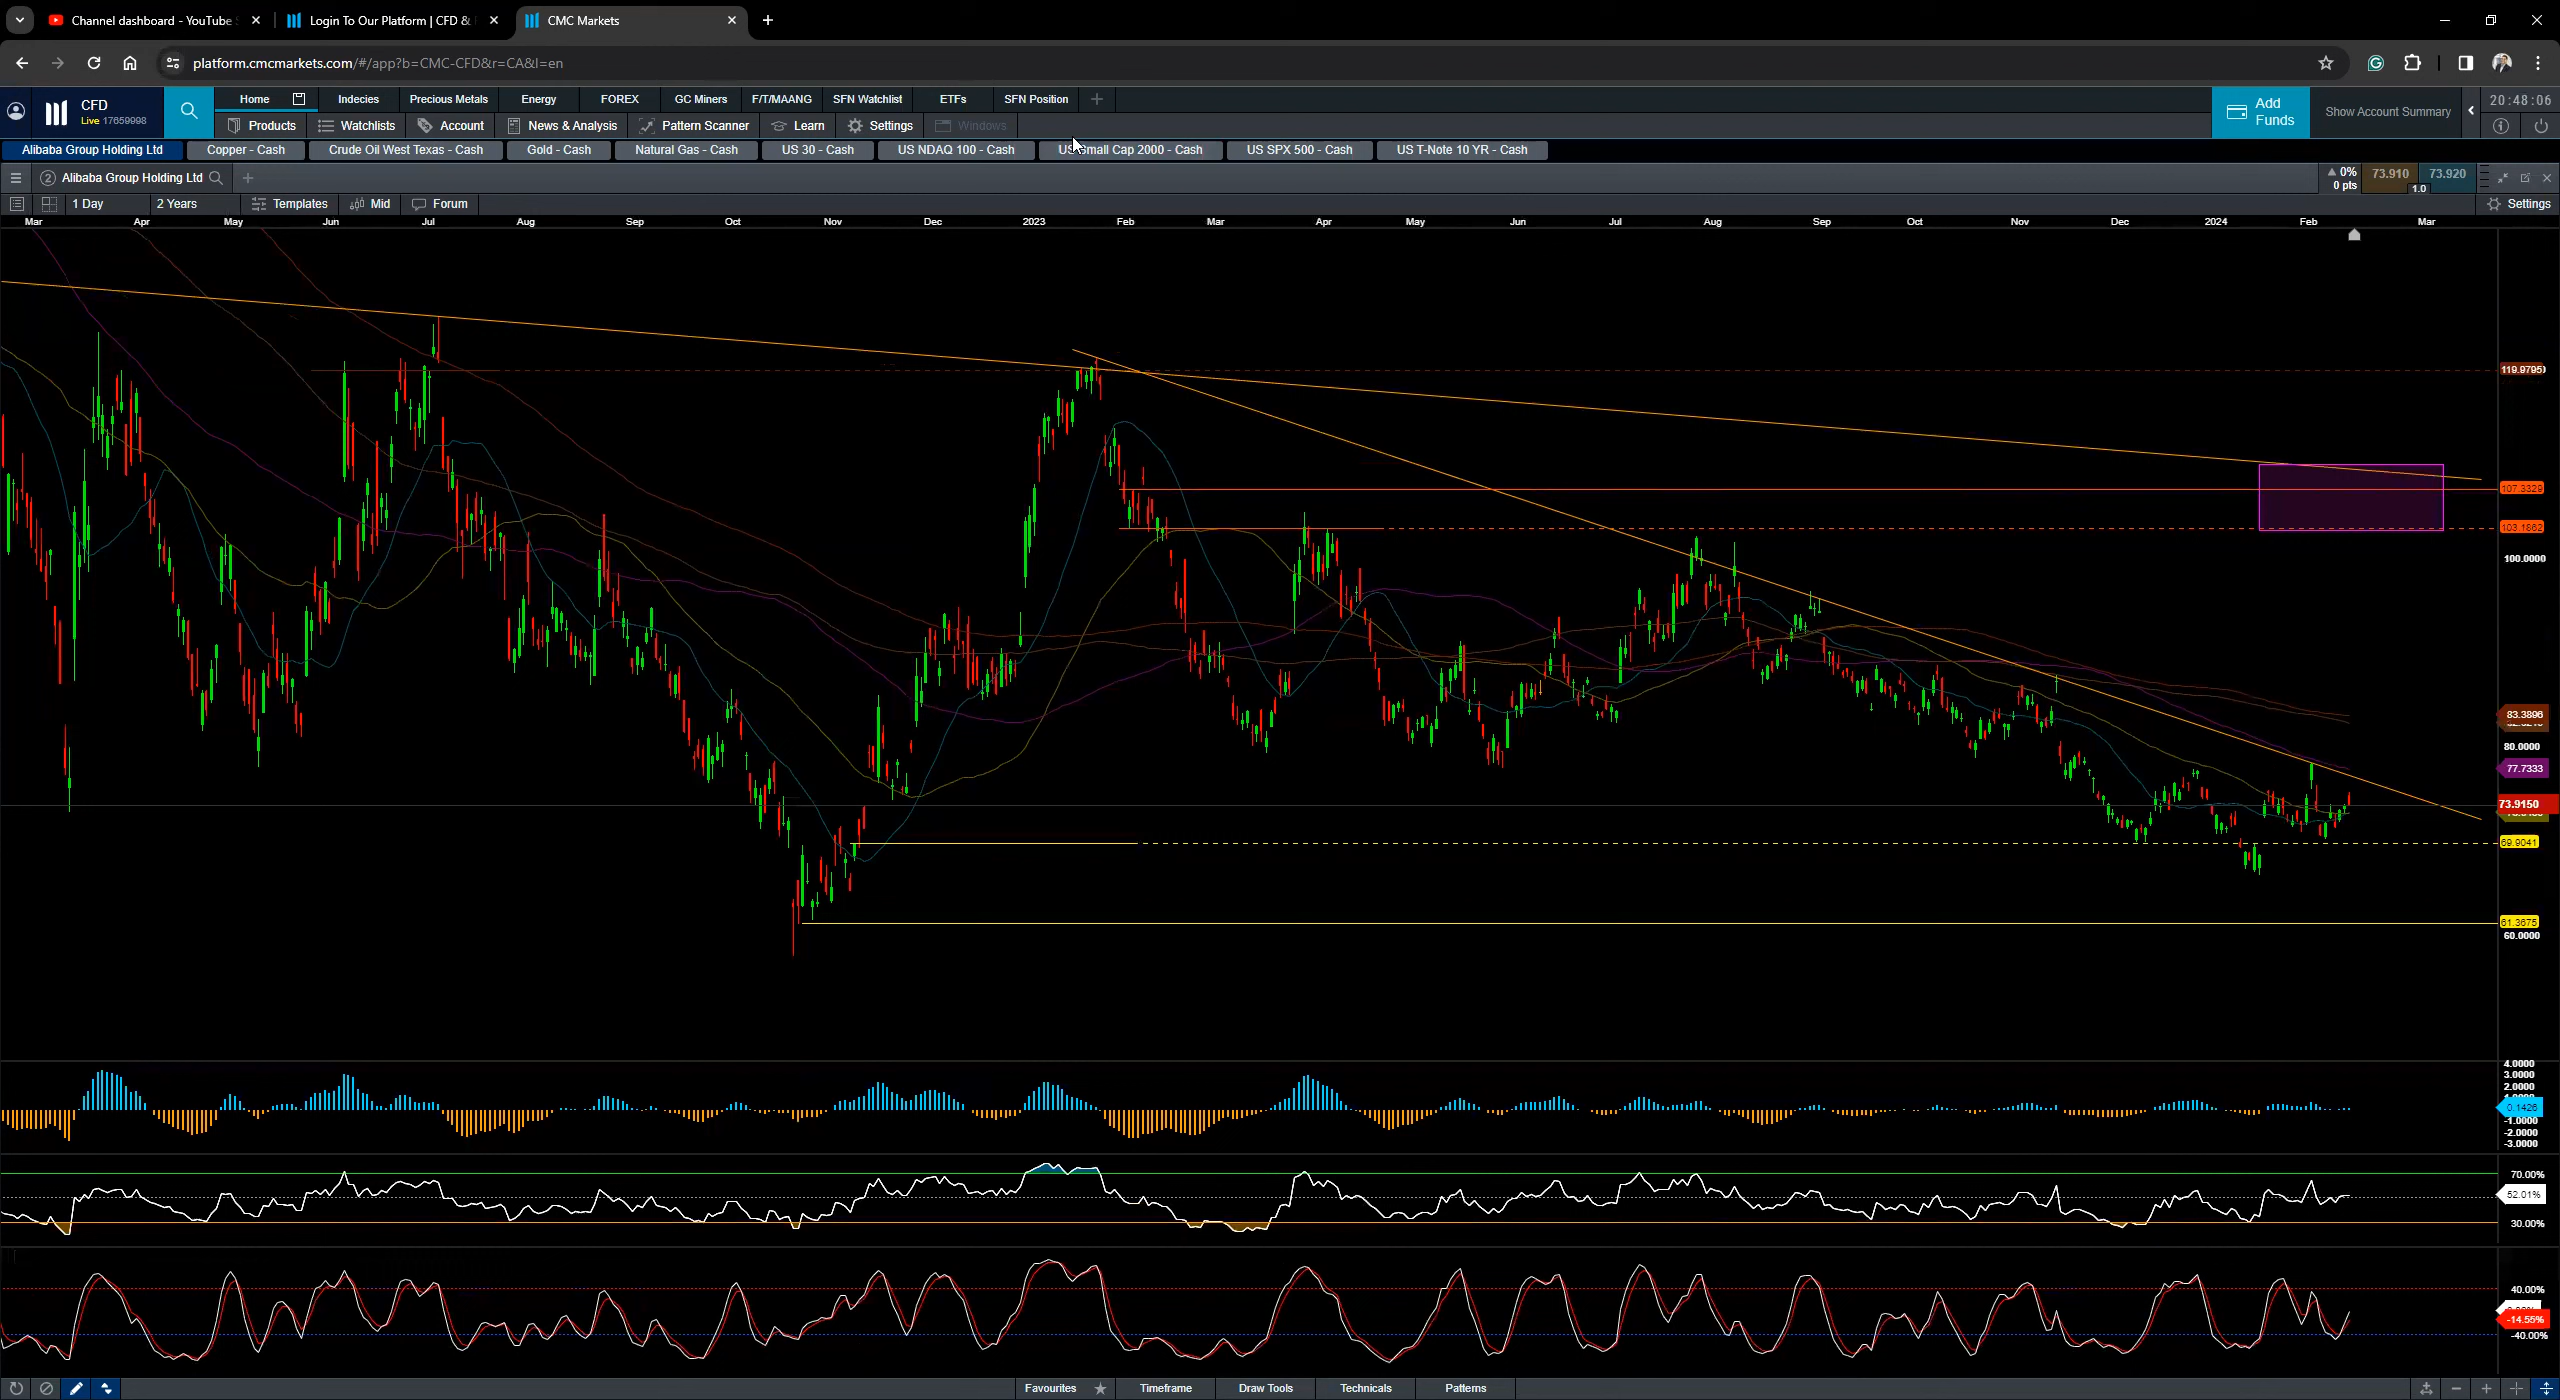 Channel dashboard - YouTube
Login To Our Platform | CFD &
CMC Markets
platform.cmcmarkets.com/#/app?b=CMC-CFD&r=CA&l=en
CFD
Live 17659998
Home Indecies Precious Metals Energy FOREX GC Miners F/T/MAANG SFN Watchlist ETFs SFN Position
Products Watchlists Account News & Analysis Pattern Scanner Learn Settings Windows
Add Funds
Show Account Summary
20:48:06
Alibaba Group Holding Ltd Copper - Cash Crude Oil West Texas - Cash Gold - Cash Natural Gas - Cash US 30 - Cash US NDAQ 100 - Cash US Small Cap 2000 - Cash US SPX 500 - Cash US T-Note 10 YR - Cash
2 Alibaba Group Holding Ltd
0%
0 pts
73.910 73.920
1.0
1 Day 2 Years Templates Mid Forum
Settings
Mar Apr May Jun Jul Aug Sep Oct Nov Dec 2023 Feb Mar Apr May Jun Jul Aug Sep Oct Nov Dec 2024 Feb Mar
119.9795
107.3329
103.1862
100.0000
83.3896
80.0000
77.7333
73.9150
69.9041
61.3675
60.0000
4.0000
3.0000
2.0000
0.1426
-1.0000
-2.0000
-3.0000
70.00%
52.01%
30.00%
40.00%
-14.55%
-40.00%
Favourites Timeframe Draw Tools Technicals Patterns